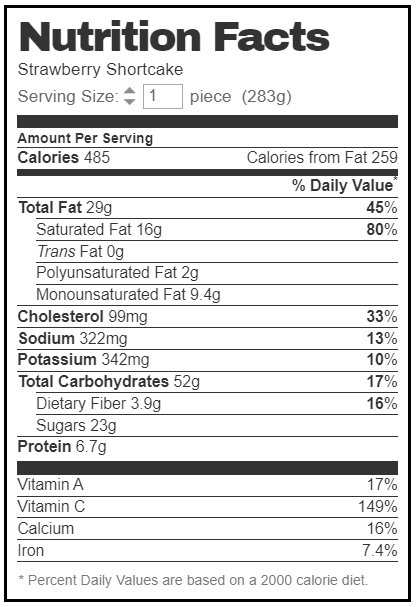 Nutrition Facts
Strawberry Shortcake
Serving Size: 1 piece (283g)
Amount Per Serving
Calories 485 Calories from Fat 259
% Daily Value*
Total Fat 29g 45%
Saturated Fat 16g 80%
Trans Fat 0g
Polyunsaturated Fat 2g
Monounsaturated Fat 9.4g
Cholesterol 99mg 33%
Sodium 322mg 13%
Potassium 342mg 10%
Total Carbohydrates 52g 17%
Dietary Fiber 3.9g 16%
Sugars 23g
Protein 6.7g
Vitamin A 17%
Vitamin C 149%
Calcium 16%
Iron 7.4%
* Percent Daily Values are based on a 2000 calorie diet.